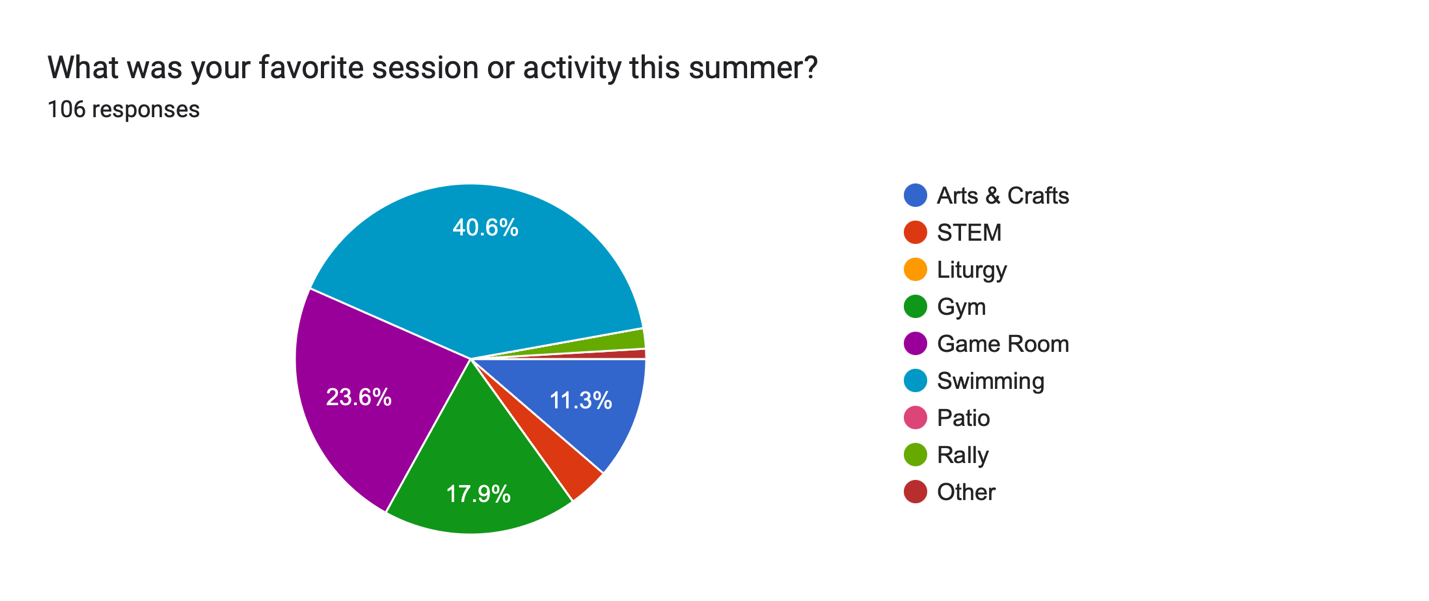 What was your favorite session or activity this summer?
106 responses
40.6%
23.6%
11.3%
17.9%
Arts & Crafts
STEM
Liturgy
Gym
Game Room
Swimming
Patio
Rally
Other